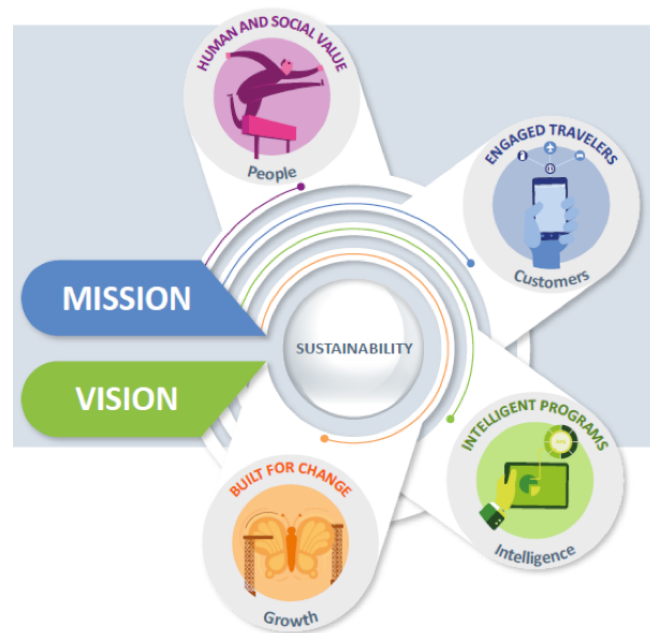 HUMAN AND SOCIAL VALUE
People
ENGAGED TRAVELERS
Customers
MISSION
SUSTAINABILITY
VISION
INTELLIGENT PROGRAMS
Intelligence
BUILT FOR CHANGE
Growth